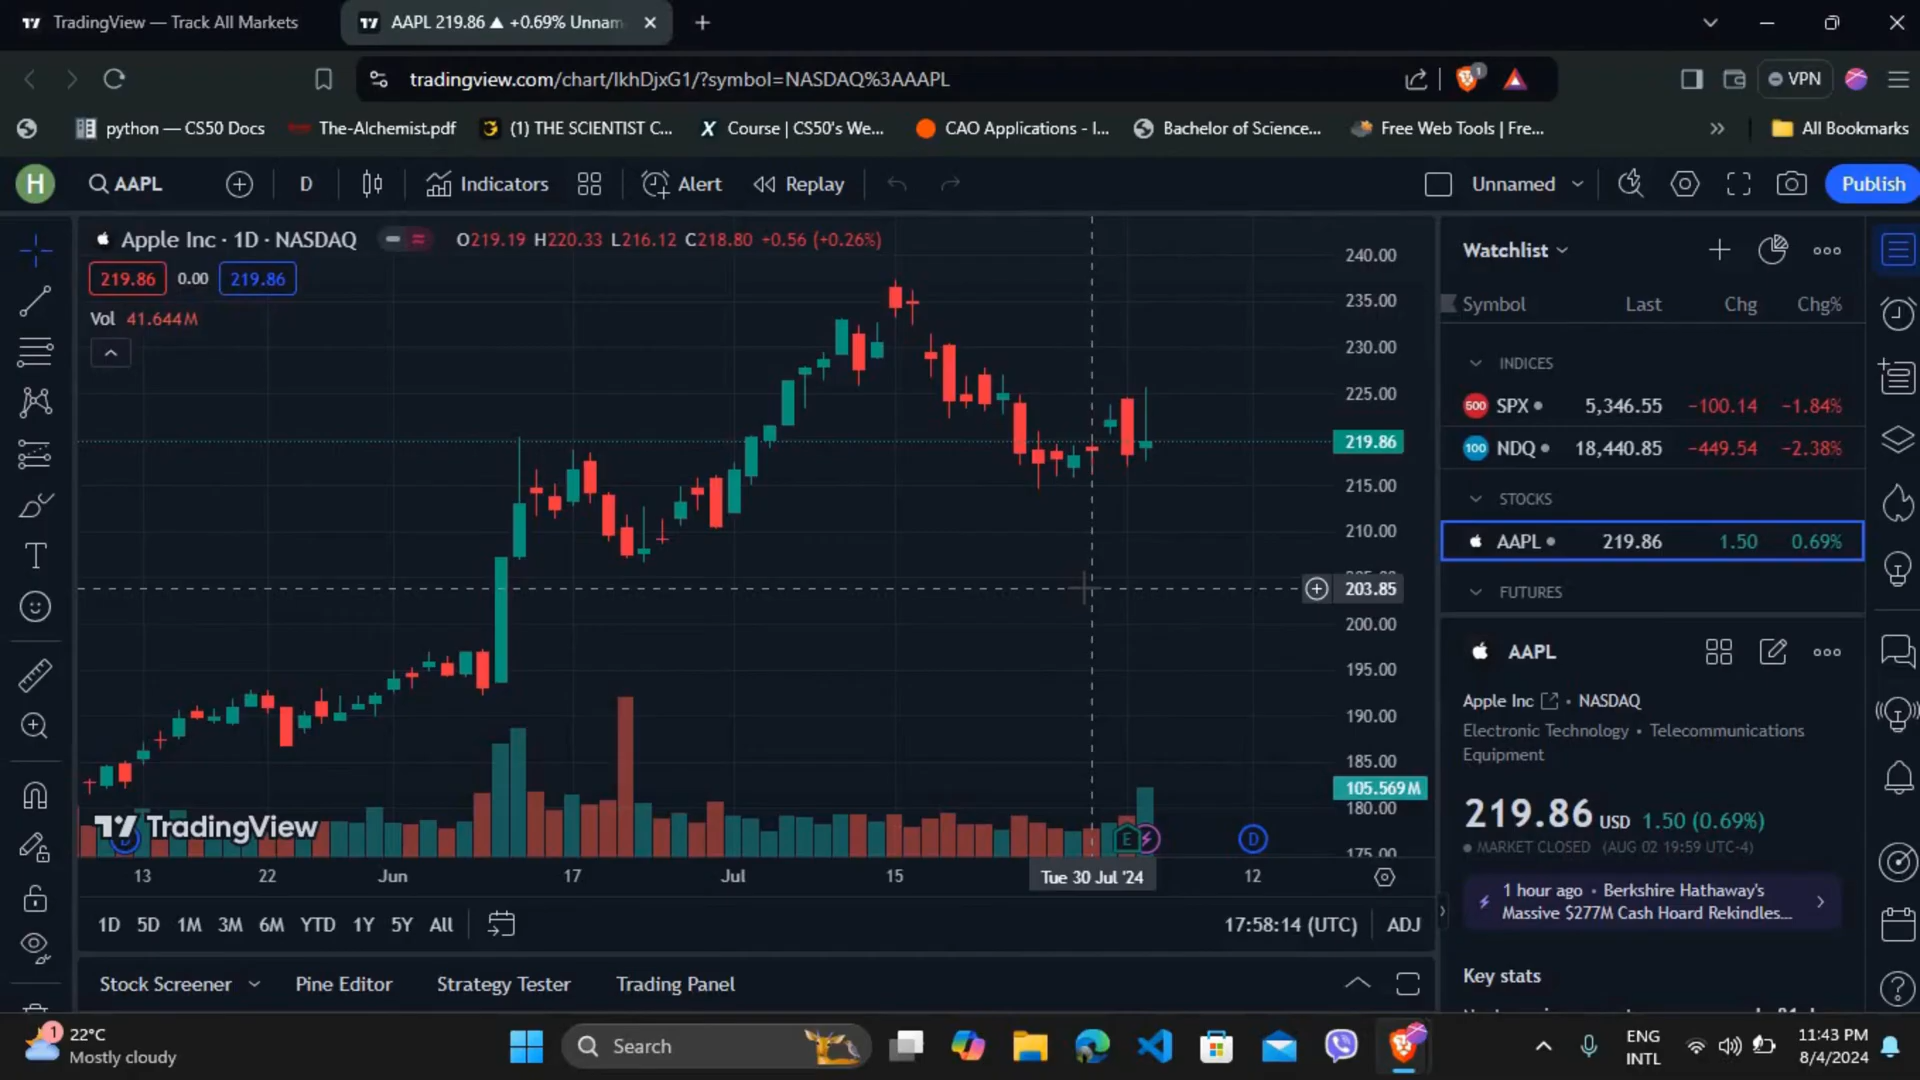 TradingView — Track All Markets
AAPL 219.86 ▲ +0.69% Unnam
tradingview.com/chart/lkhDjxG1/?symbol=NASDAQ%3AAAPL
1
VPN
python — CS50 Docs
The-Alchemist.pdf
(1) THE SCIENTIST C...
Course | CS50's We...
CAO Applications - I...
Bachelor of Science...
Free Web Tools | Fre...
All Bookmarks
H
AAPL
D
Indicators
Alert
Replay
Unnamed
Publish
Apple Inc · 1D · NASDAQ
O219.19 H220.33 L216.12 C218.80 +0.56 (+0.26%)
219.86
0.00
219.86
Vol 41.644M
240.00
235.00
230.00
225.00
219.86
215.00
210.00
203.85
200.00
195.00
190.00
185.00
105.569M
180.00
175.00
TradingView
D
E
D
13
22
Jun
17
Jul
15
Tue 30 Jul '24
12
1D
5D
1M
3M
6M
YTD
1Y
5Y
All
17:58:14 (UTC)
ADJ
Stock Screener
Pine Editor
Strategy Tester
Trading Panel
Watchlist
Symbol
Last
Chg
Chg%
INDICES
500 SPX 5,346.55 −100.14 −1.84%
100 NDQ 18,440.85 −449.54 −2.38%
STOCKS
AAPL 219.86 1.50 0.69%
FUTURES
AAPL
Apple Inc • NASDAQ
Electronic Technology • Telecommunications
Equipment
219.86 USD 1.50 (0.69%)
MARKET CLOSED (AUG 02 19:59 UTC-4)
1 hour ago • Berkshire Hathaway's
Massive $277M Cash Hoard Rekindles...
Key stats
1
22°C
Mostly cloudy
Search
ENG
INTL
11:43 PM
8/4/2024